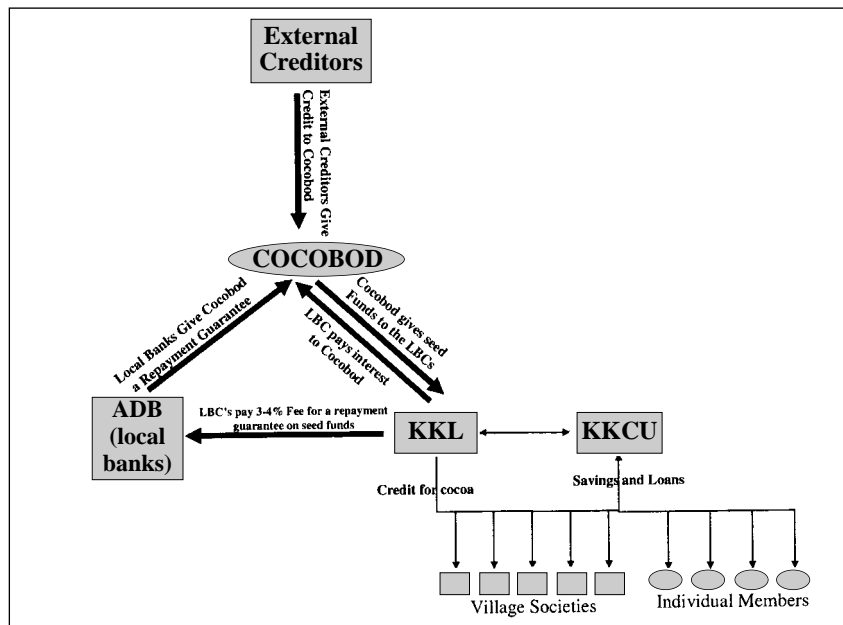 External
Creditors
External Creditors Give
Credit to Cocobod
COCOBOD
Local Banks Give Cocobod
a Repayment Guarantee
Cocobod gives seed
Funds to the LBCs
LBC pays interest
to Cocobod
ADB
(local
banks)
LBC's pay 3-4% Fee for a repayment
guarantee on seed funds
KKL
KKCU
Credit for cocoa
Savings and Loans
Village Societies
Individual Members